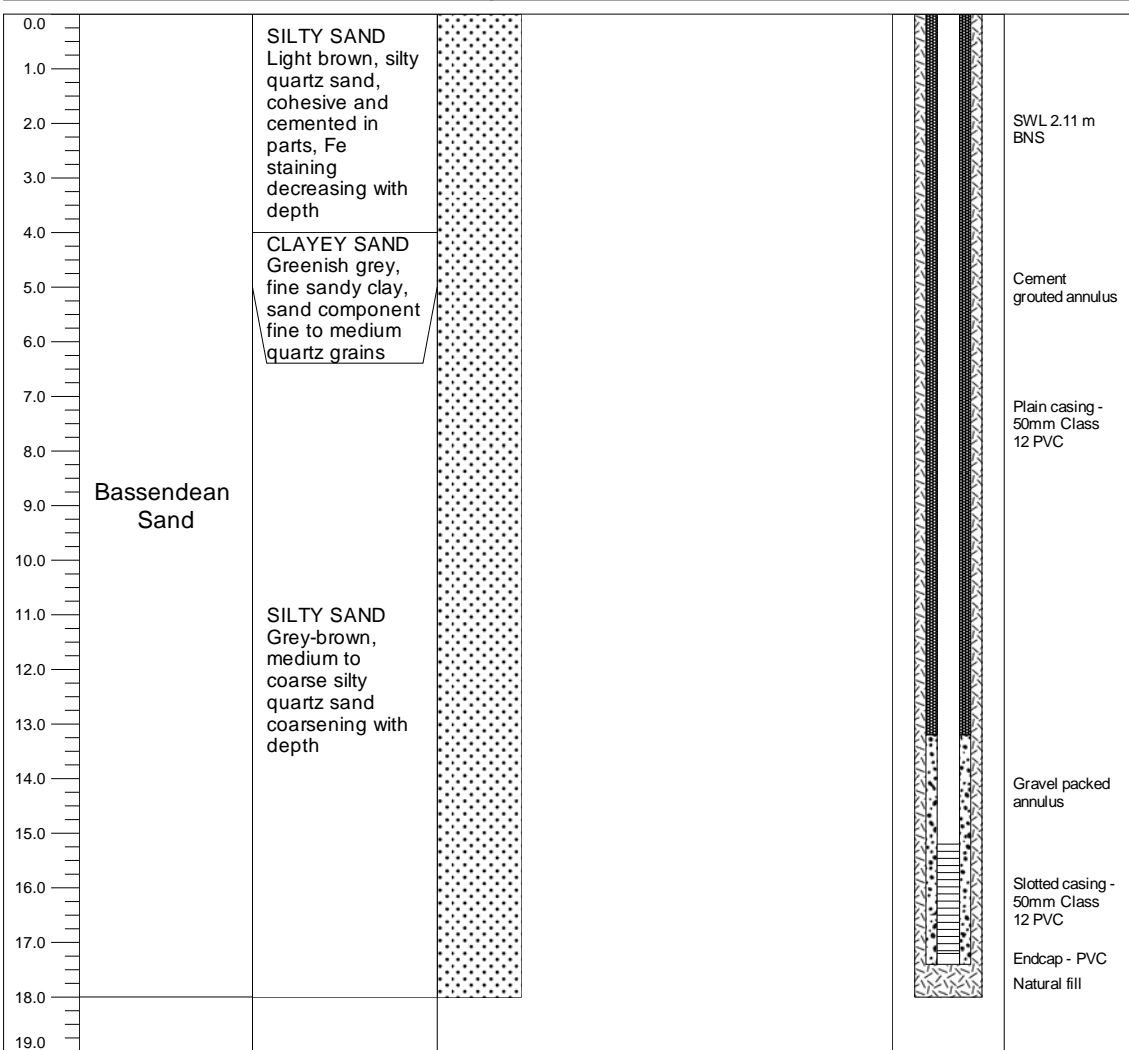 0.0
1.0
2.0
3.0
4.0
5.0
6.0
7.0
8.0
9.0
10.0
11.0
12.0
13.0
14.0
15.0
16.0
17.0
18.0
19.0
Bassendean
Sand
SILTY SAND
Light brown, silty
quartz sand,
cohesive and
cemented in
parts, Fe
staining
decreasing with
depth
CLAYEY SAND
Greenish grey,
fine sandy clay,
sand component
fine to medium
quartz grains
SILTY SAND
Grey-brown,
medium to
coarse silty
quartz sand
coarsening with
depth
SWL 2.11 m
BNS
Cement
grouted annulus
Plain casing -
50mm Class
12 PVC
Gravel packed
annulus
Slotted casing -
50mm Class
12 PVC
Endcap - PVC
Natural fill